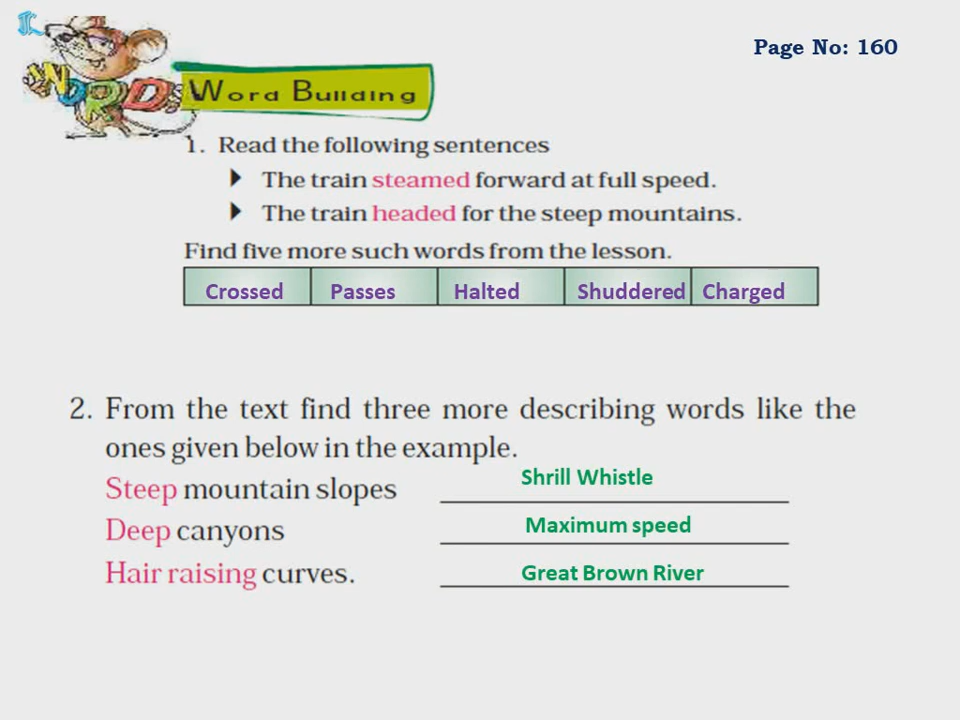 Page No: 160
WORDS
Word Building
1. Read the following sentences
The train steamed forward at full speed.
The train headed for the steep mountains.
Find five more such words from the lesson.
Crossed Passes Halted Shuddered Charged
2. From the text find three more describing words like the
ones given below in the example.
Steep mountain slopes Shrill Whistle
Deep canyons Maximum speed
Hair raising curves. Great Brown River